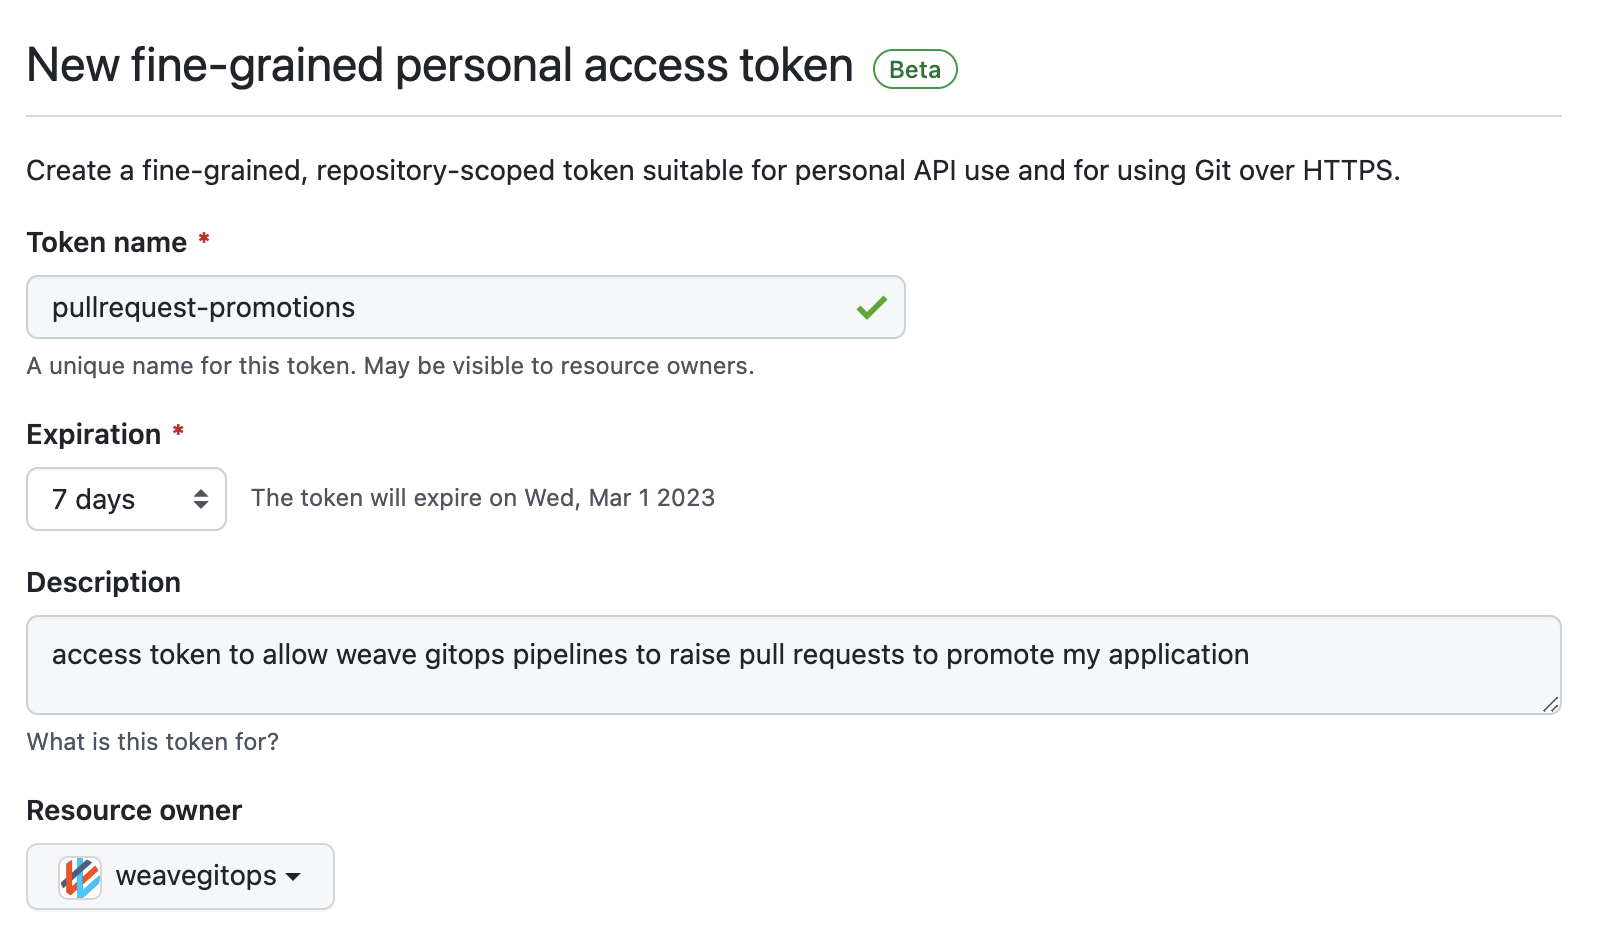 New fine-grained personal access token Beta
Create a fine-grained, repository-scoped token suitable for personal API use and for using Git over HTTPS.
Token name *
pullrequest-promotions
A unique name for this token. May be visible to resource owners.
Expiration *
7 days The token will expire on Wed, Mar 1 2023
Description
access token to allow weave gitops pipelines to raise pull requests to promote my application
What is this token for?
Resource owner
weavegitops